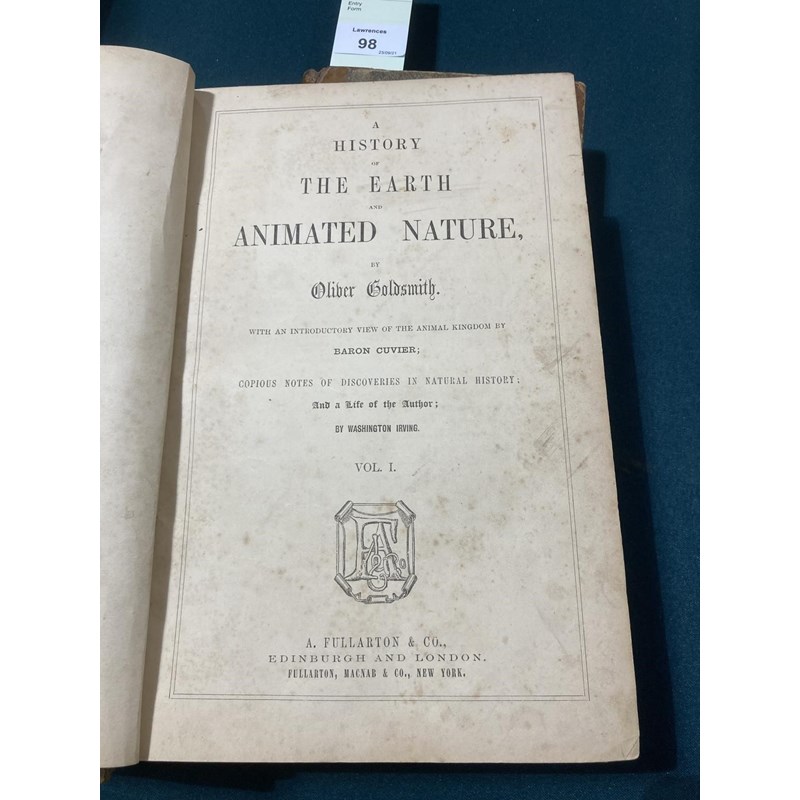 Entry
Form
Lawrences
98
A
HISTORY
OF
THE EARTH
AND
ANIMATED NATURE,
BY
Oliver Goldsmith.
WITH AN INTRODUCTORY VIEW OF THE ANIMAL KINGDOM BY
BARON CUVIER;
COPIOUS NOTES OF DISCOVERIES IN NATURAL HISTORY:
And a Life of the Author;
BY WASHINGTON IRVING.
VOL. I.
A. FULLARTON & CO.,
EDINBURGH AND LONDON.
FULLARTON, MACNAB & CO., NEW YORK.